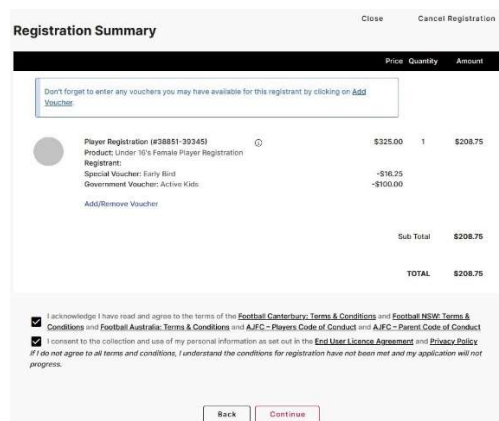 Close Cancel Registration
Registration Summary
Price Quantity Amount
Don't forget to enter any vouchers you may have available for this registrant by clicking on Add
Voucher.
Player Registration (#38851-39345) $325.00 1 $208.75
Product: Under 16's Female Player Registration
Registrant:
Special Voucher: Early Bird -$16.25
Government Voucher: Active Kids -$100.00
Add/Remove Voucher
Sub Total $208.75
TOTAL $208.75
I acknowledge I have read and agree to the terms of the Football Canterbury: Terms & Conditions and Football NSW: Terms &
Conditions and Football Australia: Terms & Conditions and AJFC – Players Code of Conduct and AJFC – Parent Code of Conduct
I consent to the collection and use of my personal information as set out in the End User Licence Agreement and Privacy Policy
If I do not agree to all terms and conditions, I understand the conditions for registration have not been met and my application will not
progress.
Back Continue